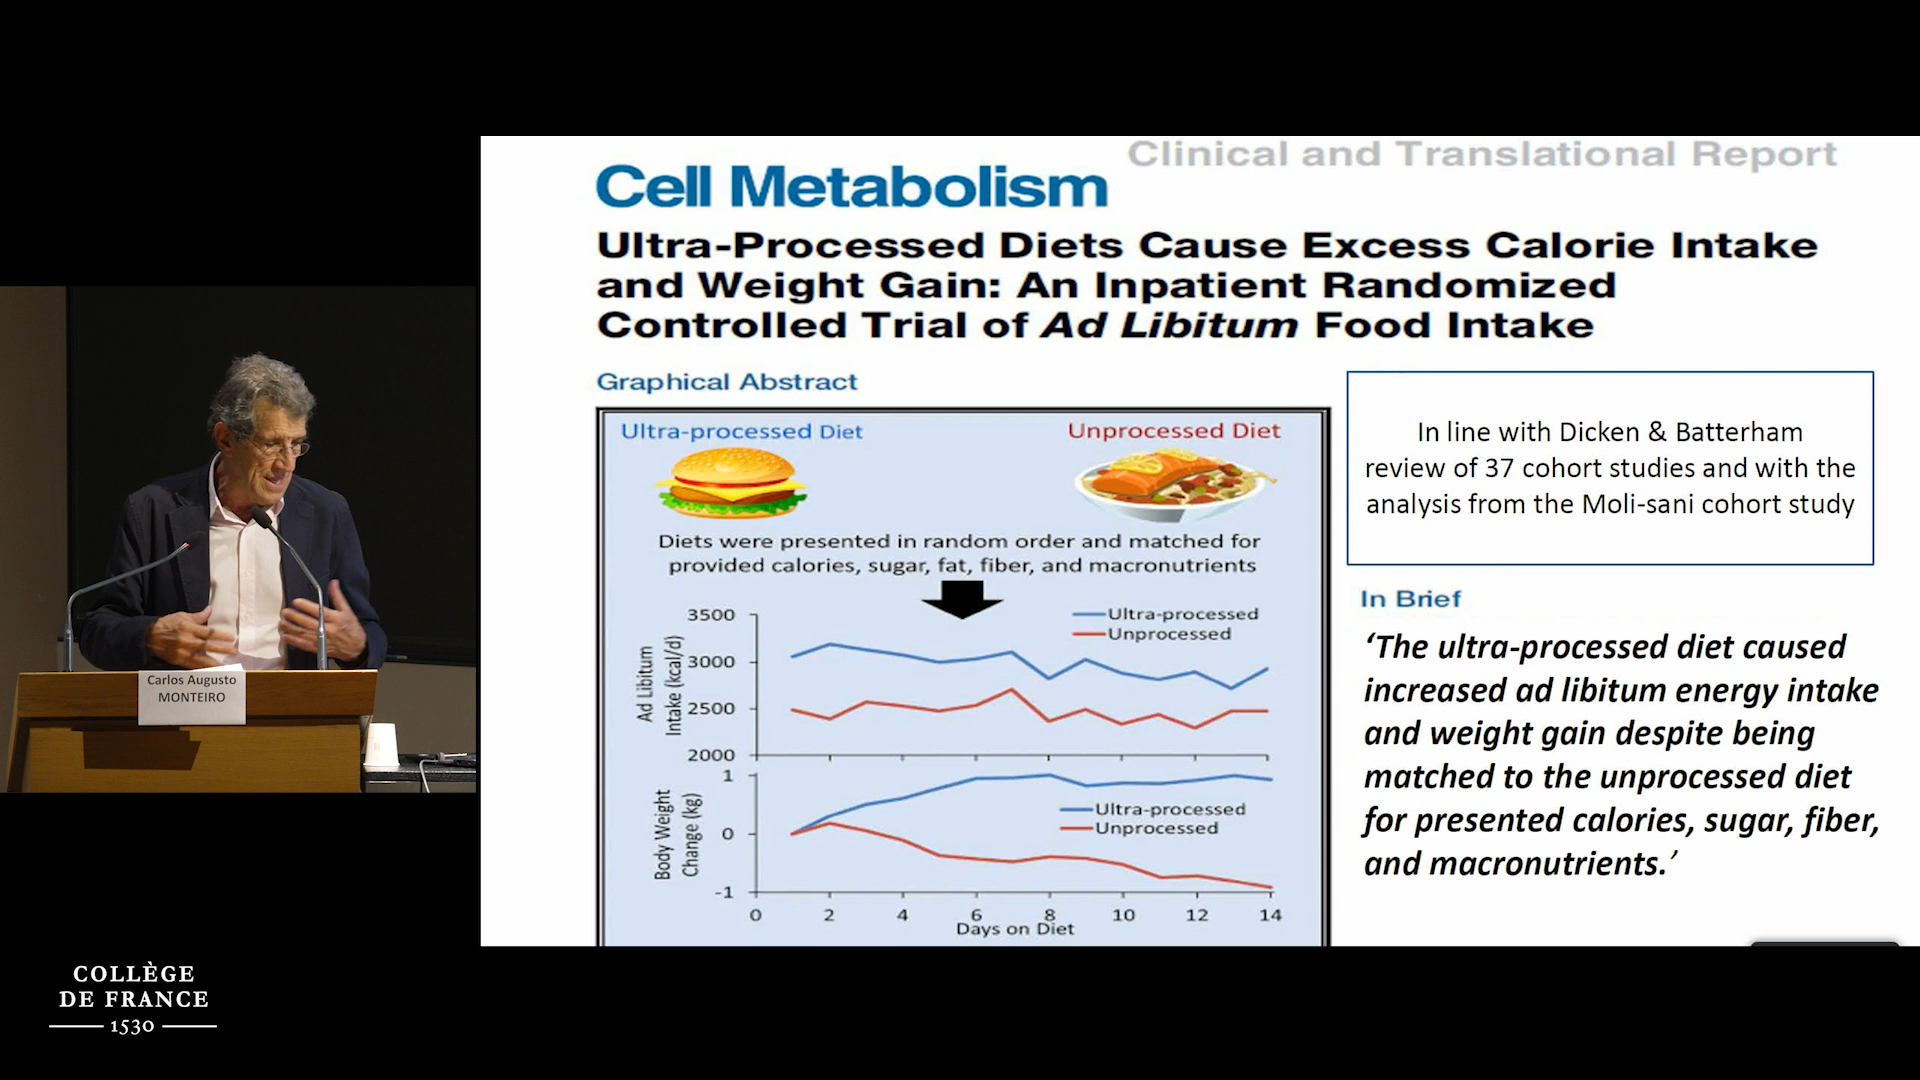 Clinical and Translational Report
Cell Metabolism
Ultra-Processed Diets Cause Excess Calorie Intake
and Weight Gain: An Inpatient Randomized
Controlled Trial of Ad Libitum Food Intake
Graphical Abstract
Ultra-processed Diet
Unprocessed Diet
Diets were presented in random order and matched for
provided calories, sugar, fat, fiber, and macronutrients
Ad Libitum
Intake (kcal/d)
3500
3000
2500
2000
Ultra-processed
Unprocessed
Body Weight
Change (kg)
1
0
-1
Ultra-processed
Unprocessed
0 2 4 6 8 10 12 14
Days on Diet
In line with Dicken & Batterham
review of 37 cohort studies and with the
analysis from the Moli-sani cohort study
In Brief
‘The ultra-processed diet caused
increased ad libitum energy intake
and weight gain despite being
matched to the unprocessed diet
for presented calories, sugar, fiber,
and macronutrients.’
Carlos Augusto
MONTEIRO
COLLÈGE
DE FRANCE
1530